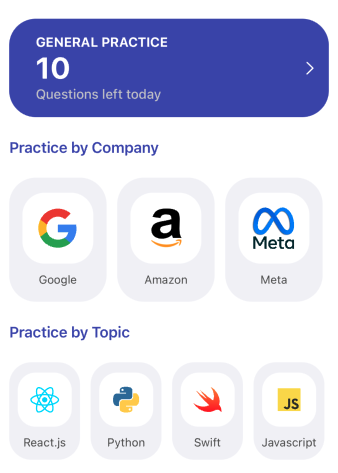 GENERAL PRACTICE
10
Questions left today
Practice by Company
Meta
Google
Amazon
Meta
Practice by Topic
JS
React.js
Python
Swift
Javascript